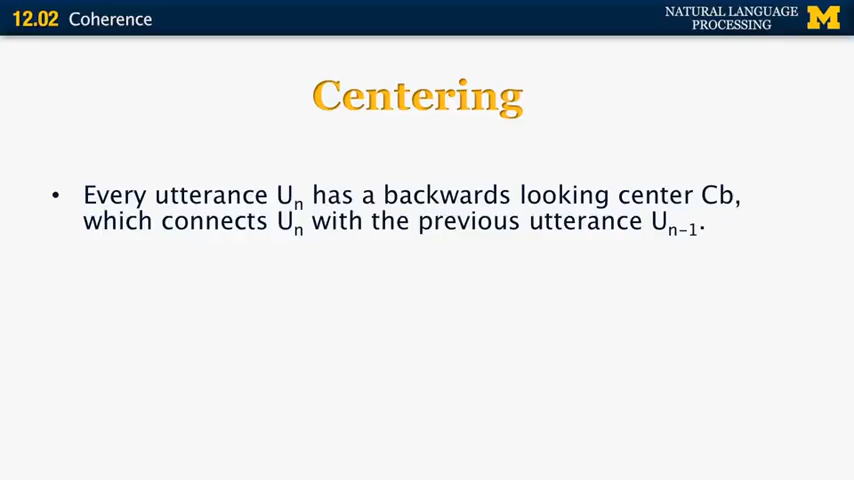 12.02 Coherence
NATURAL LANGUAGE
PROCESSING
M
Centering
• Every utterance Uₙ has a backwards looking center Cb,
which connects Uₙ with the previous utterance Uₙ₋₁.